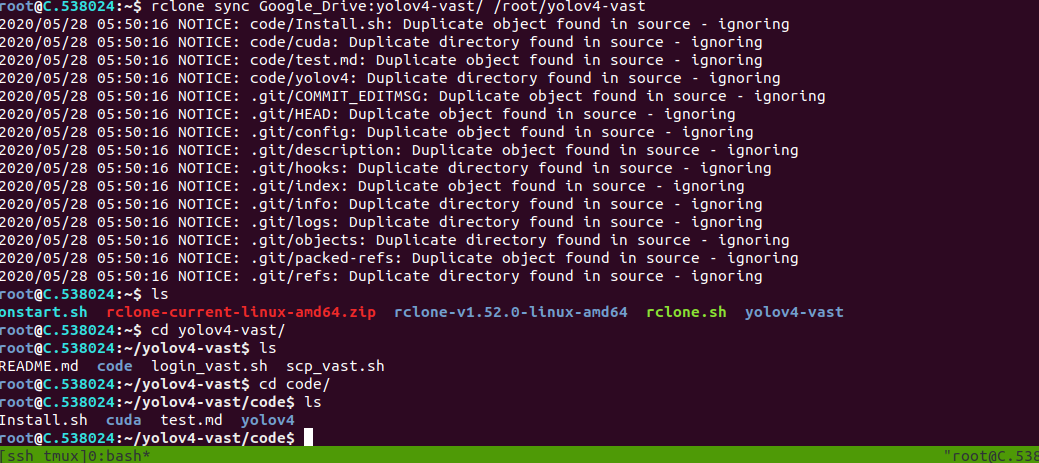 root@C.538024:~$ rclone sync Google_Drive:yolov4-vast/ /root/yolov4-vast
2020/05/28 05:50:16 NOTICE: code/Install.sh: Duplicate object found in source - ignoring
2020/05/28 05:50:16 NOTICE: code/cuda: Duplicate directory found in source - ignoring
2020/05/28 05:50:16 NOTICE: code/test.md: Duplicate object found in source - ignoring
2020/05/28 05:50:16 NOTICE: code/yolov4: Duplicate directory found in source - ignoring
2020/05/28 05:50:16 NOTICE: .git/COMMIT_EDITMSG: Duplicate object found in source - ignoring
2020/05/28 05:50:16 NOTICE: .git/HEAD: Duplicate object found in source - ignoring
2020/05/28 05:50:16 NOTICE: .git/config: Duplicate object found in source - ignoring
2020/05/28 05:50:16 NOTICE: .git/description: Duplicate object found in source - ignoring
2020/05/28 05:50:16 NOTICE: .git/hooks: Duplicate directory found in source - ignoring
2020/05/28 05:50:16 NOTICE: .git/index: Duplicate object found in source - ignoring
2020/05/28 05:50:16 NOTICE: .git/info: Duplicate directory found in source - ignoring
2020/05/28 05:50:16 NOTICE: .git/logs: Duplicate directory found in source - ignoring
2020/05/28 05:50:16 NOTICE: .git/objects: Duplicate directory found in source - ignoring
2020/05/28 05:50:16 NOTICE: .git/packed-refs: Duplicate object found in source - ignoring
2020/05/28 05:50:16 NOTICE: .git/refs: Duplicate directory found in source - ignoring
root@C.538024:~$ ls
onstart.sh  rclone-current-linux-amd64.zip  rclone-v1.52.0-linux-amd64  rclone.sh  yolov4-vast
root@C.538024:~$ cd yolov4-vast/
root@C.538024:~/yolov4-vast$ ls
README.md  code  login_vast.sh  scp_vast.sh
root@C.538024:~/yolov4-vast$ cd code/
root@C.538024:~/yolov4-vast/code$ ls
Install.sh  cuda  test.md  yolov4
root@C.538024:~/yolov4-vast/code$
[ssh_tmux]0:bash* "root@C.538